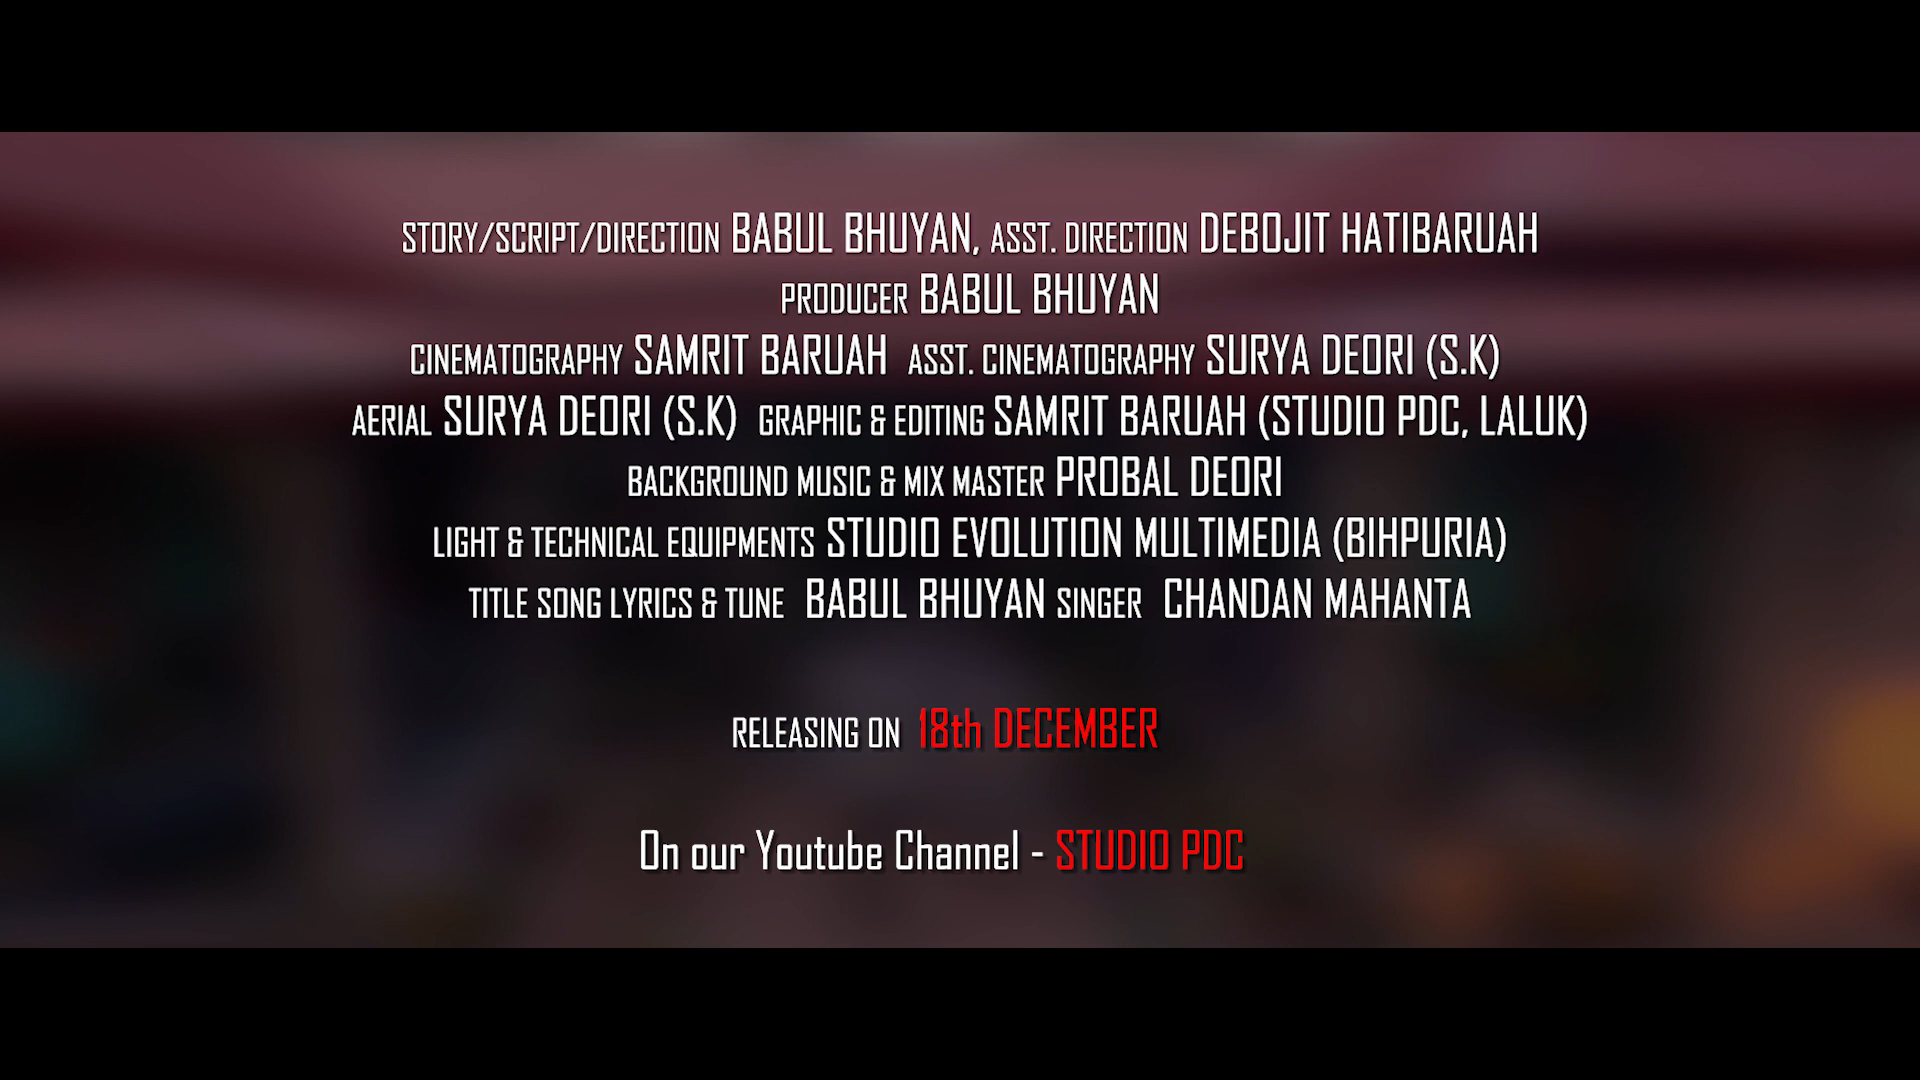 STORY/SCRIPT/DIRECTION BABUL BHUYAN, ASST. DIRECTION DEBOJIT HATIBARUAH
PRODUCER BABUL BHUYAN
CINEMATOGRAPHY SAMRIT BARUAH ASST. CINEMATOGRAPHY SURYA DEORI (S.K)
AERIAL SURYA DEORI (S.K) GRAPHIC & EDITING SAMRIT BARUAH (STUDIO PDC, LALUK)
BACKGROUND MUSIC & MIX MASTER PROBAL DEORI
LIGHT & TECHNICAL EQUIPMENTS STUDIO EVOLUTION MULTIMEDIA (BIHPURIA)
TITLE SONG LYRICS & TUNE BABUL BHUYAN SINGER CHANDAN MAHANTA
RELEASING ON 18th DECEMBER
On our Youtube Channel - STUDIO PDC